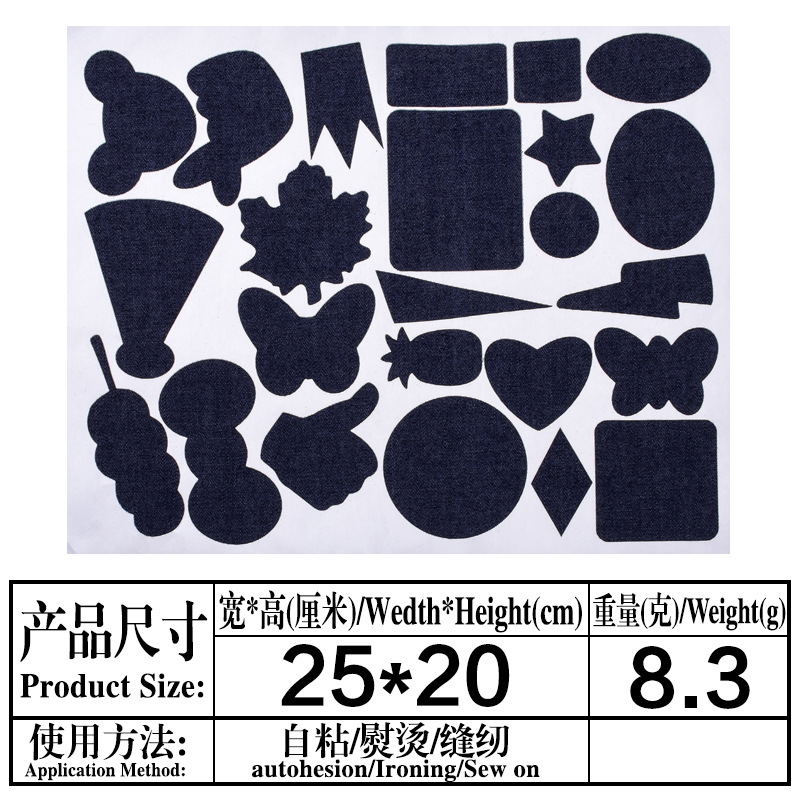 产品尺寸
Product Size:
宽*高(厘米)/Wedth*Height(cm)
重量(克)/Weight(g)
25*20
8.3
使用方法:
Application Method:
自粘/熨烫/缝纫
autohesion/Ironing/Sew on